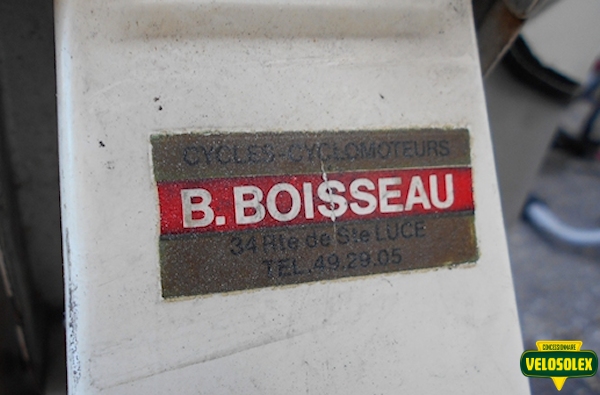 CYCLES-CYCLOMOTEURS
B.BOISSEAU
34 Rte de Ste LUCE
TEL.49.29.05
CONCESSIONNAIRE
VELOSOLEX